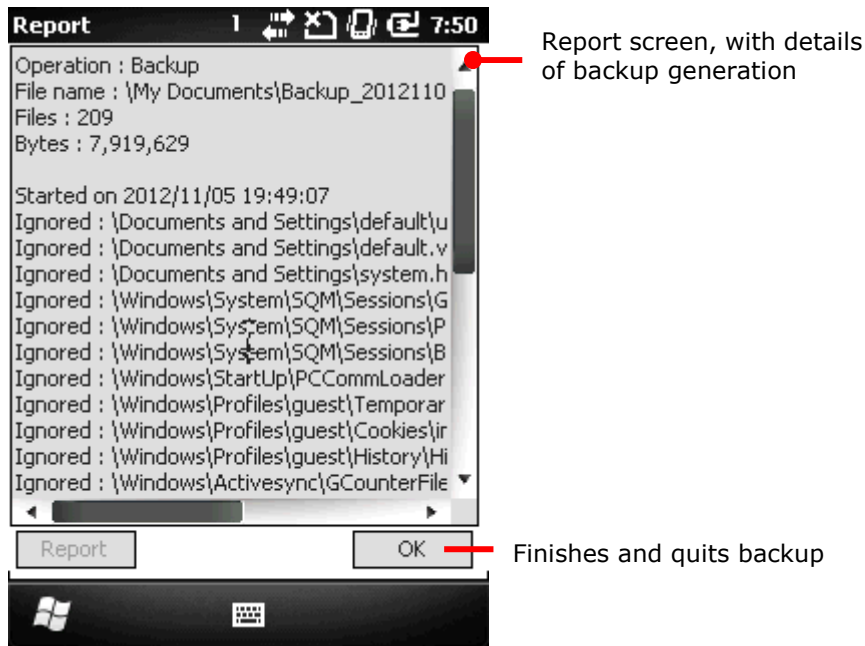 Report 1 7:50
Operation : Backup
File name : \My Documents\Backup_2012110
Files : 209
Bytes : 7,919,629
Started on 2012/11/05 19:49:07
Ignored : \Documents and Settings\default\u
Ignored : \Documents and Settings\default.v
Ignored : \Documents and Settings\system.h
Ignored : \Windows\System\SQM\Sessions\G
Ignored : \Windows\System\SQM\Sessions\P
Ignored : \Windows\System\SQM\Sessions\B
Ignored : \Windows\StartUp\PCCommLoader
Ignored : \Windows\Profiles\guest\Temporar
Ignored : \Windows\Profiles\guest\Cookies\ir
Ignored : \Windows\Profiles\guest\History\Hi
Ignored : \Windows\Activesync\GCounterFile
Report
OK
Report screen, with details
of backup generation
Finishes and quits backup